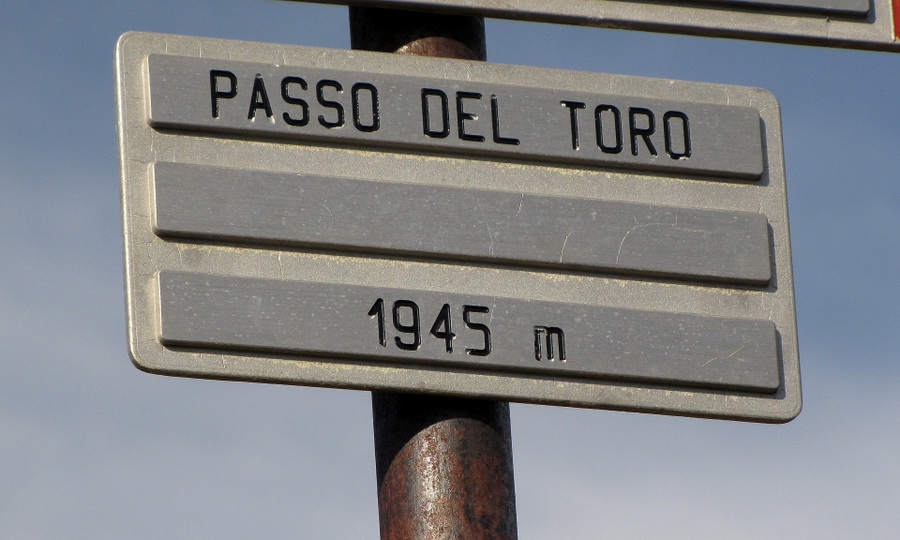 PASSO DEL TORO
1945 m